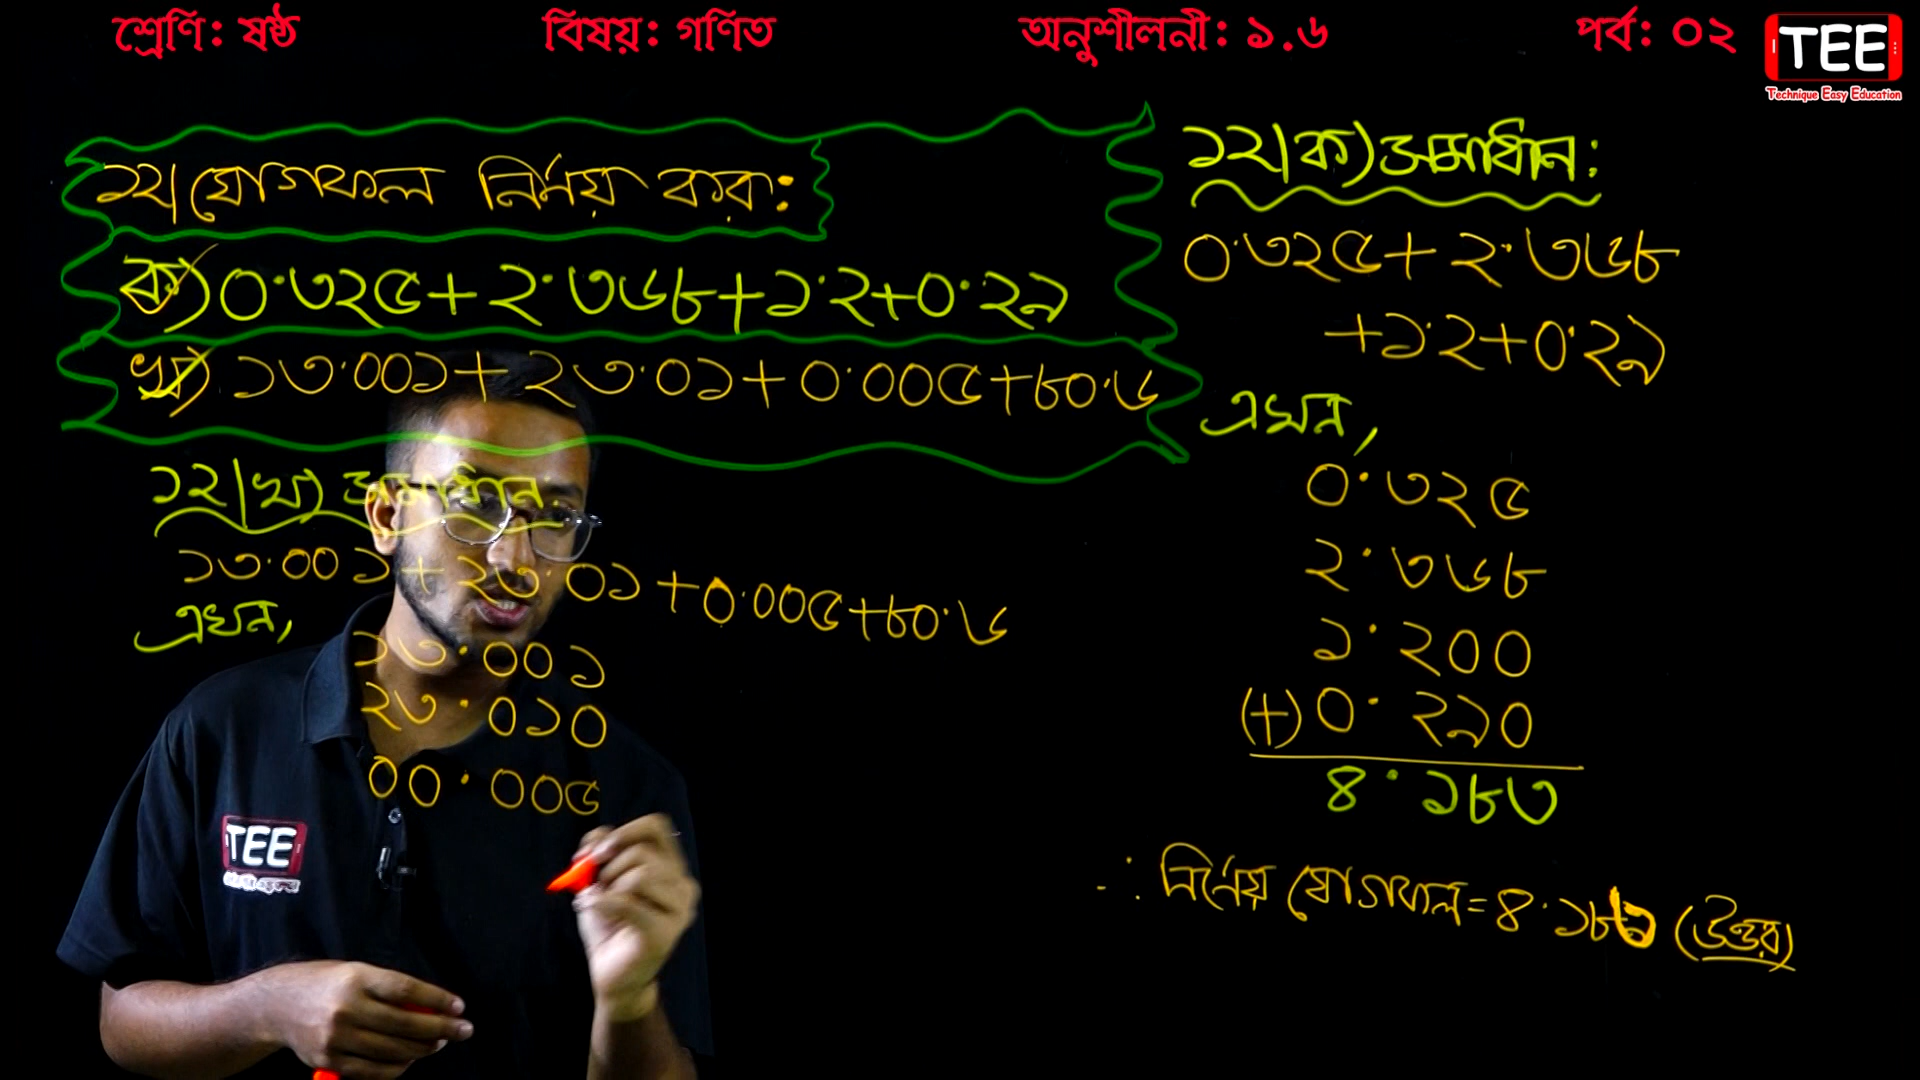 শ্রেণি: ষষ্ঠ বিষয়: গণিত অনুশীলনী: ১.৬ পর্ব: ০২
TEE
Technique Easy Education
১২। যোগফল নির্ণয় কর:
ক) ০.৩২৫+২.৩৬৮+১.২+০.২৯
খ) ১৩.০০১+২৩.০১+০.০০৫+৮০.৬
১২।খ) সমাধান:
১৩.০০১+২৩.০১+০.০০৫+৮০.৬
এখন,
১৩.০০১
২৩.০১০
০০.০০৫
TEE
১২।ক) সমাধান:
০.৩২৫+২.৩৬৮
+১.২+০.২৯
এখন,
০.৩২৫
২.৩৬৮
১.২০০
(+) ০.২৯০
৪.১৮৩
∴ নির্ণেয় যোগফল=৪.১৮৩ (উত্তর)